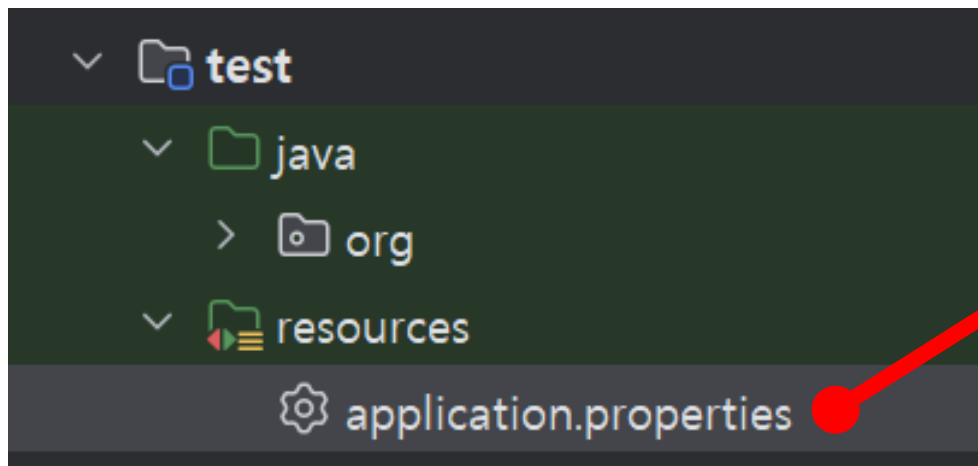 test
java
org
resources
application.properties